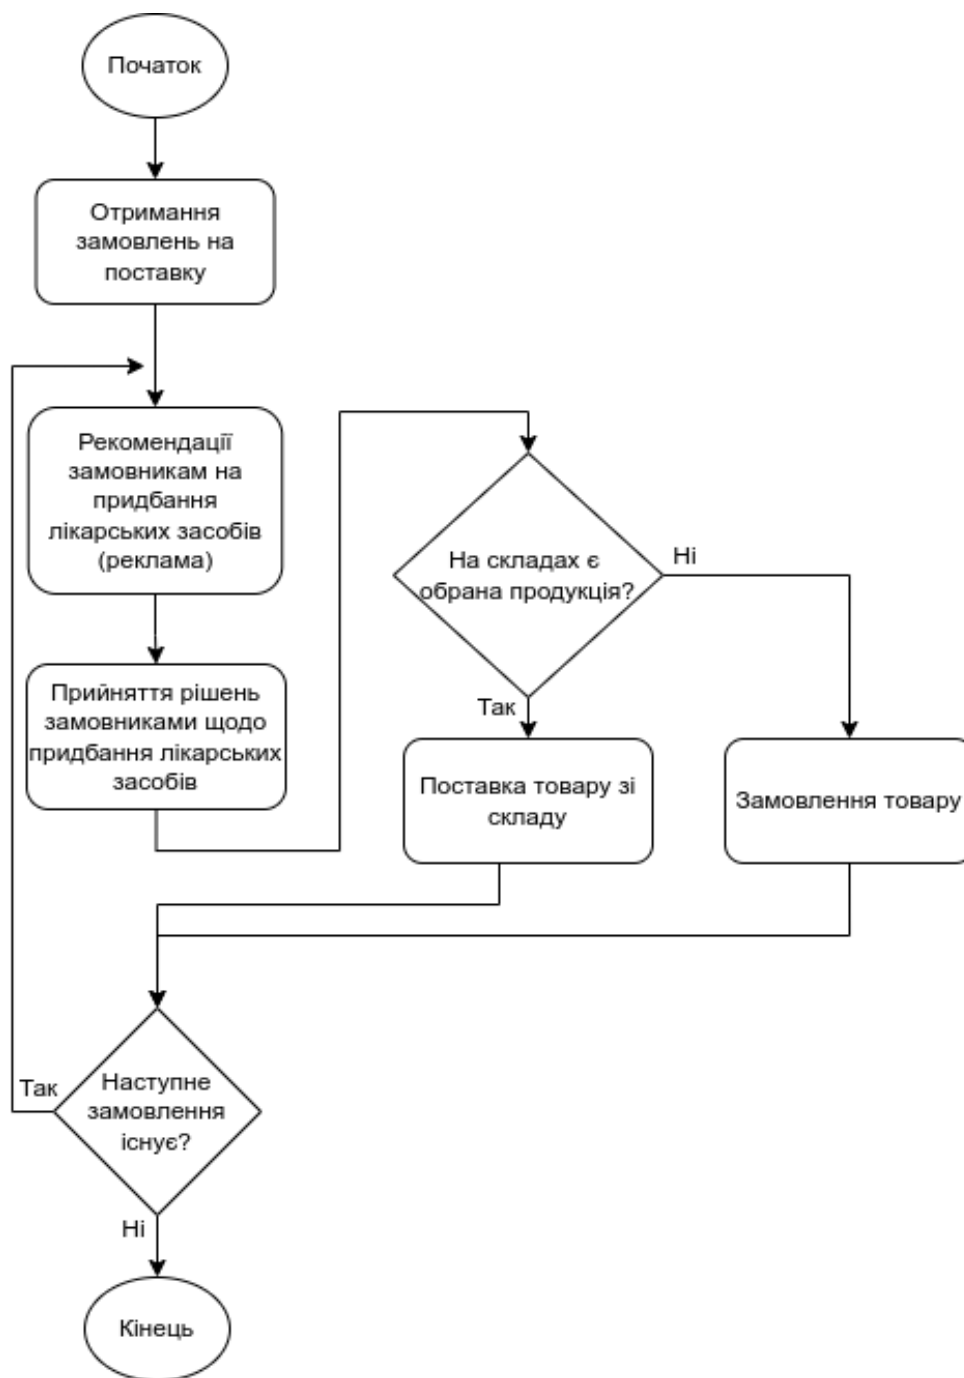 Початок
Отримання
замовлень на
поставку
Рекомендації
замовникам на
придбання
лікарських засобів
(реклама)
Прийняття рішень
замовниками щодо
придбання лікарських
засобів
На складах є
обрана продукція?
Ні
Так
Поставка товару зі
складу
Замовлення товару
Наступне
замовлення
існує?
Так
Ні
Кінець